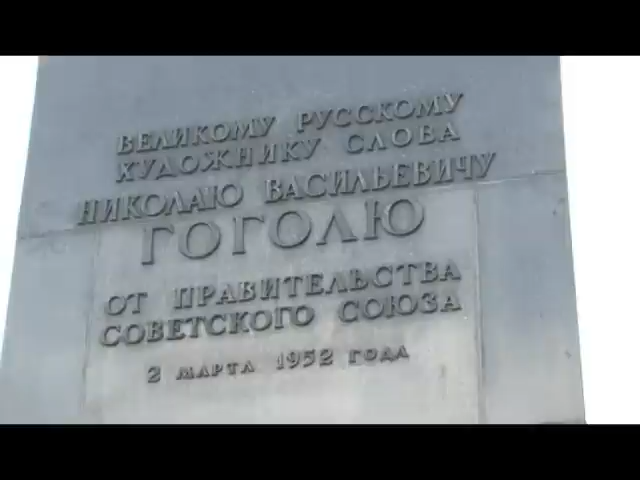 ВЕЛИКОМУ РУССКОМУ
ХУДОЖНИКУ СЛОВА
НИКОЛАЮ ВАСИЛЬЕВИЧУ
ГОГОЛЮ
ОТ ПРАВИТЕЛЬСТВА
СОВЕТСКОГО СОЮЗА
2 МАРТА 1952 ГОДА